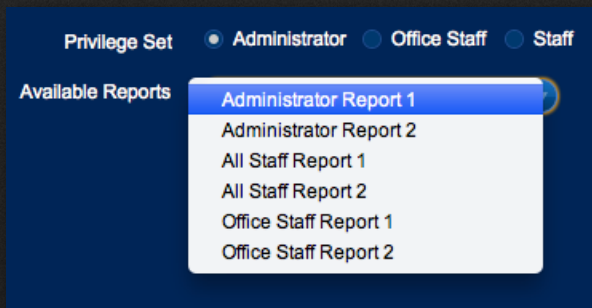 Privilege Set Administrator Office Staff Staff
Available Reports
Administrator Report 1
Administrator Report 2
All Staff Report 1
All Staff Report 2
Office Staff Report 1
Office Staff Report 2